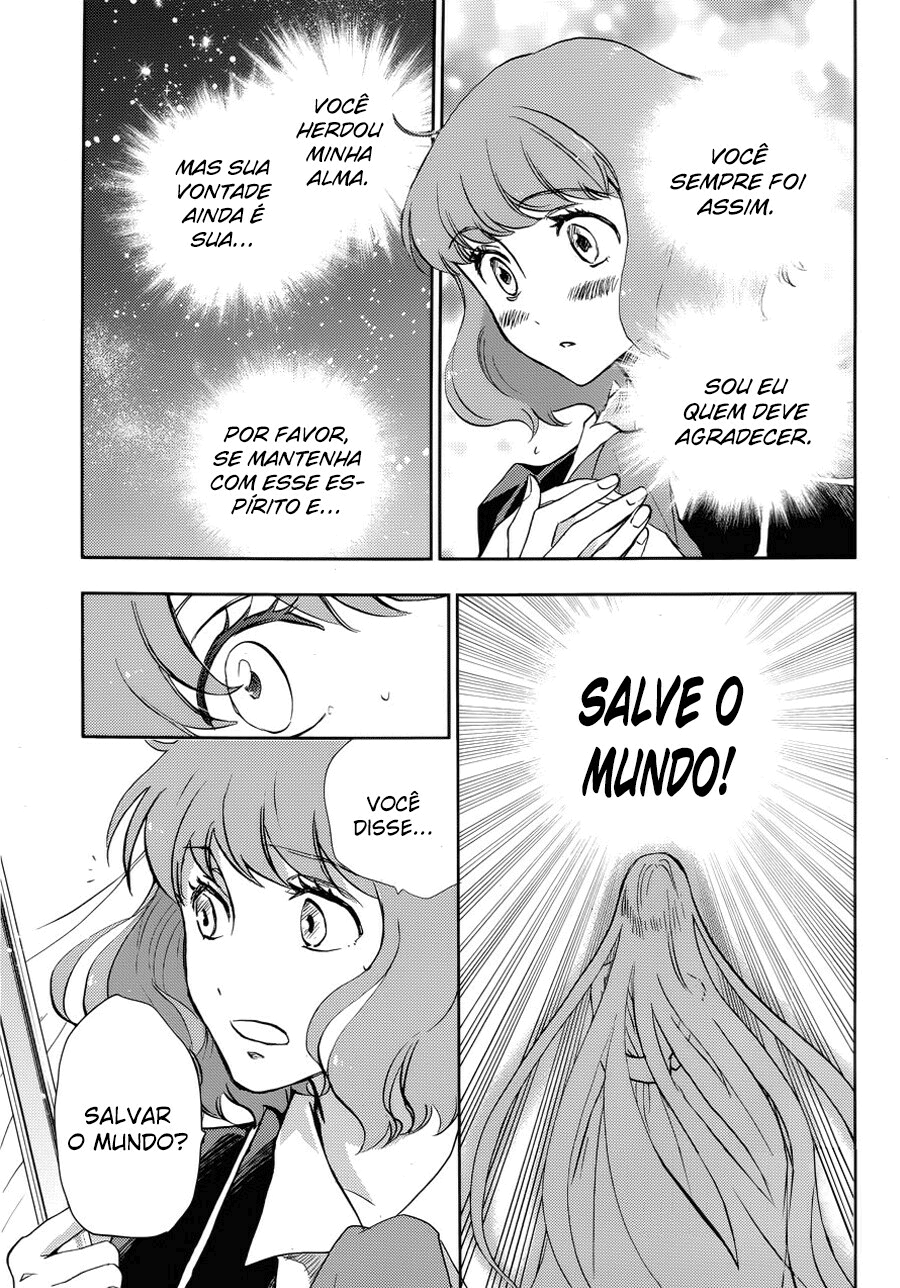 VOCÊ
SEMPRE FOI
ASSIM.
SOU EU
QUEM DEVE
AGRADECER.
VOCÊ
HERDOU
MINHA
ALMA.
MAS SUA
VONTADE
AINDA É
SUA...
POR FAVOR,
SE MANTENHA
COM ESSE ES-
PÍRITO E...
SALVE O
MUNDO!
VOCÊ
DISSE...
SALVAR
O MUNDO?